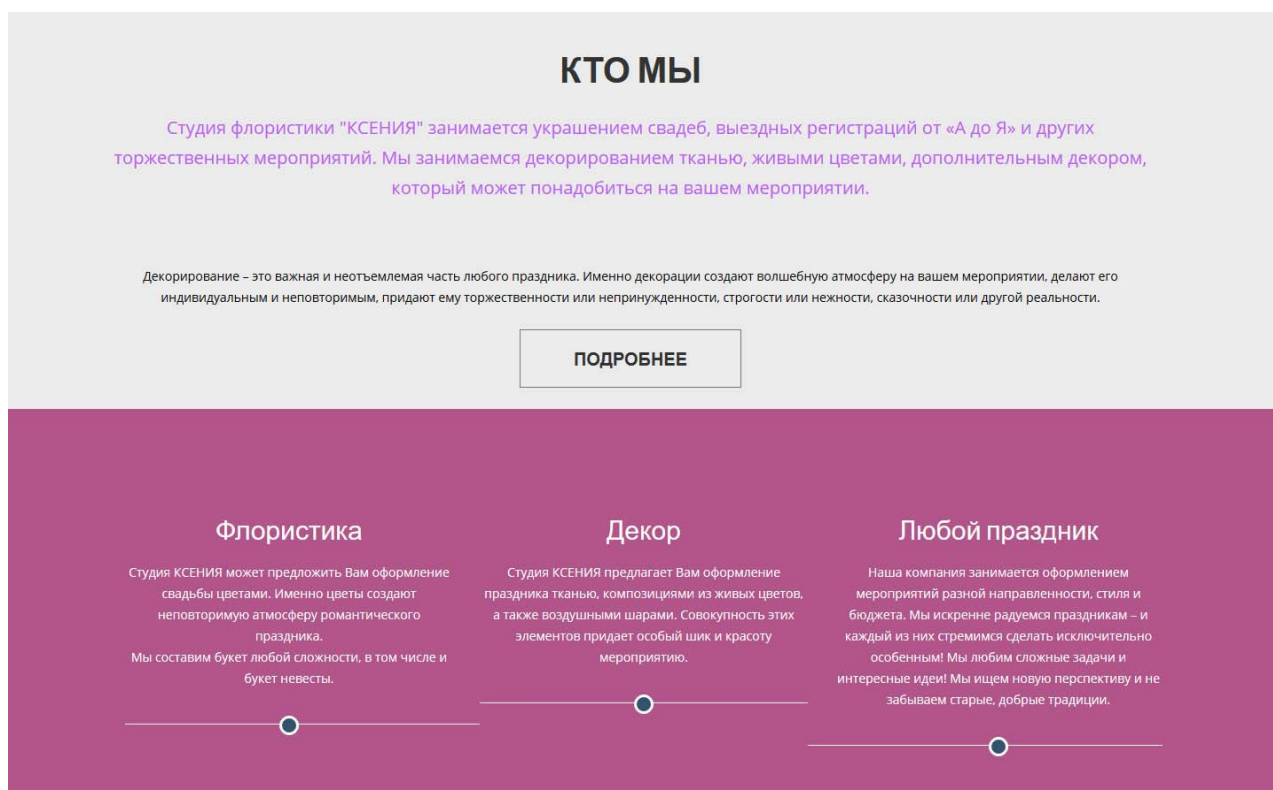 КТО МЫ
Студия флористики "КСЕНИЯ" занимается украшением свадеб, выездных регистраций от «А до Я» и других
торжественных мероприятий. Мы занимаемся декорированием тканью, живыми цветами, дополнительным декором,
который может понадобиться на вашем мероприятии.
Декорирование – это важная и неотъемлемая часть любого праздника. Именно декорации создают волшебную атмосферу на вашем мероприятии, делают его
индивидуальным и неповторимым, придают ему торжественности или непринужденности, строгости или нежности, сказочности или другой реальности.
ПОДРОБНЕЕ
Флористика
Студия КСЕНИЯ может предложить Вам оформление
свадьбы цветами. Именно цветы создают
неповторимую атмосферу романтического
праздника.
Мы составим букет любой сложности, в том числе и
букет невесты.
Декор
Студия КСЕНИЯ предлагает Вам оформление
праздника тканью, композициями из живых цветов,
а также воздушными шарами. Совокупность этих
элементов придает особый шик и красоту
мероприятию.
Любой праздник
Наша компания занимается оформлением
мероприятий разной направленности, стиля и
бюджета. Мы искренне радуемся праздникам – и
каждый из них стремимся сделать исключительно
особенным! Мы любим сложные задачи и
интересные идеи! Мы ищем новую перспективу и не
забываем старые, добрые традиции.